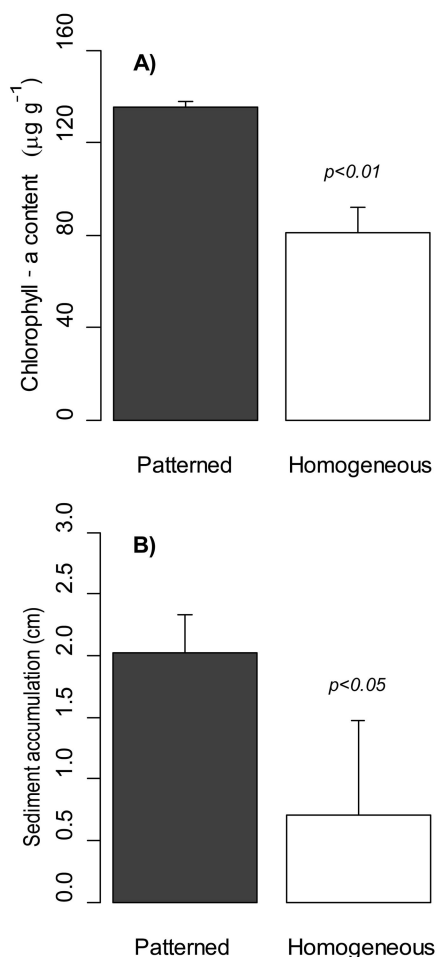 A)
Chlorophyll - a content (µg g⁻¹)
160
120
80
40
0
p<0.01
Patterned Homogeneous
B)
Sediment accumulation (cm)
3.0
2.5
2.0
1.5
1.0
0.5
0.0
p<0.05
Patterned Homogeneous